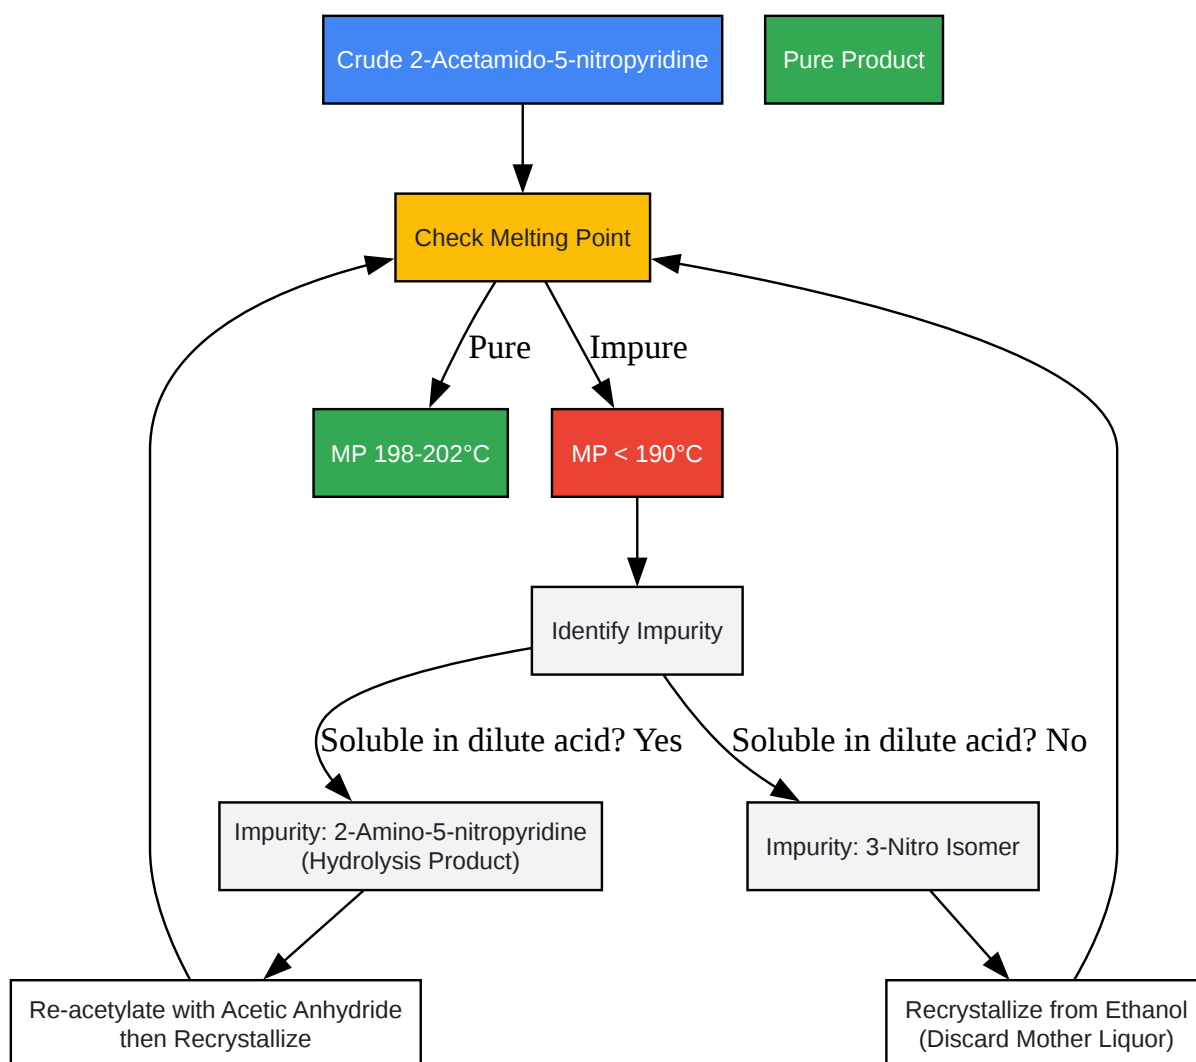 Crude 2-Acetamido-5-nitropyridine
Pure Product
Check Melting Point
Pure
Impure
MP 198-202°C
MP < 190°C
Identify Impurity
Soluble in dilute acid? Yes
Soluble in dilute acid? No
Impurity: 2-Amino-5-nitropyridine
(Hydrolysis Product)
Impurity: 3-Nitro Isomer
Re-acetylate with Acetic Anhydride
then Recrystallize
Recrystallize from Ethanol
(Discard Mother Liquor)